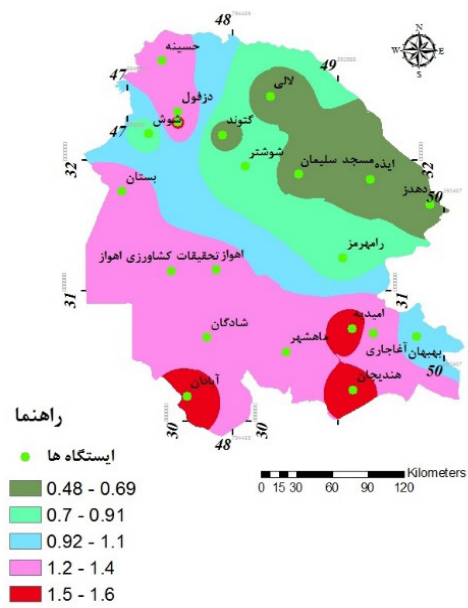 48
N
W E
S
حسینه
47
49
لالی
دزفول
شوش
47
گتوند
32
شوشتر
مسجد سلیمان
ایذه
32
دهدز
50
بستان
رامهرمز
اهواز
تحقیقات کشاورزی اهواز
31
31
امیدیه
شادگان
ماهشهر
آغاجاری
بهبهان
50
هندیجان
آبادان
30
48
30
راهنما
ایستگاه ها
0.48 - 0.69
0.7 - 0.91
0.92 - 1.1
1.2 - 1.4
1.5 - 1.6
Kilometers
0 15 30 60 90 120